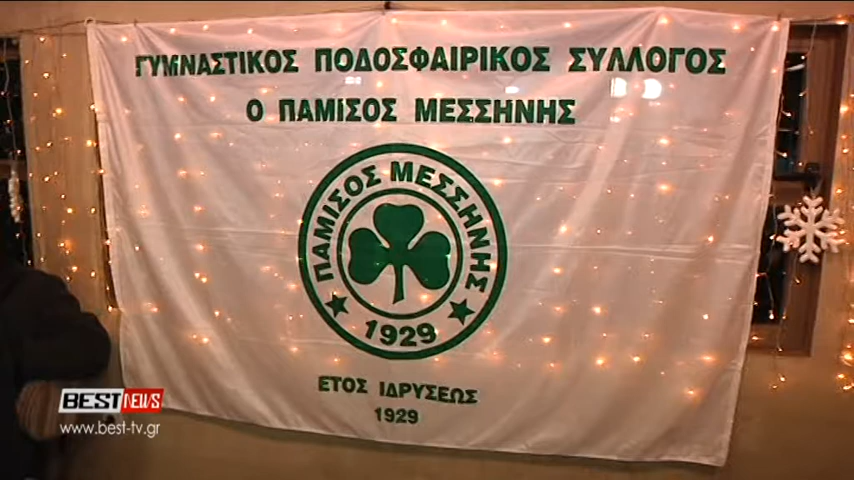 ΓΥΜΝΑΣΤΙΚΟΣ ΠΟΔΟΣΦΑΙΡΙΚΟΣ ΣΥΛΛΟΓΟΣ
Ο ΠΑΜΙΣΟΣ ΜΕΣΣΗΝΗΣ
ΠΑΜΙΣΟΣ ΜΕΣΣΗΝΗΣ
1929
ΕΤΟΣ ΙΔΡΥΣΕΩΣ
1929
BEST NEWS
www.best-tv.gr